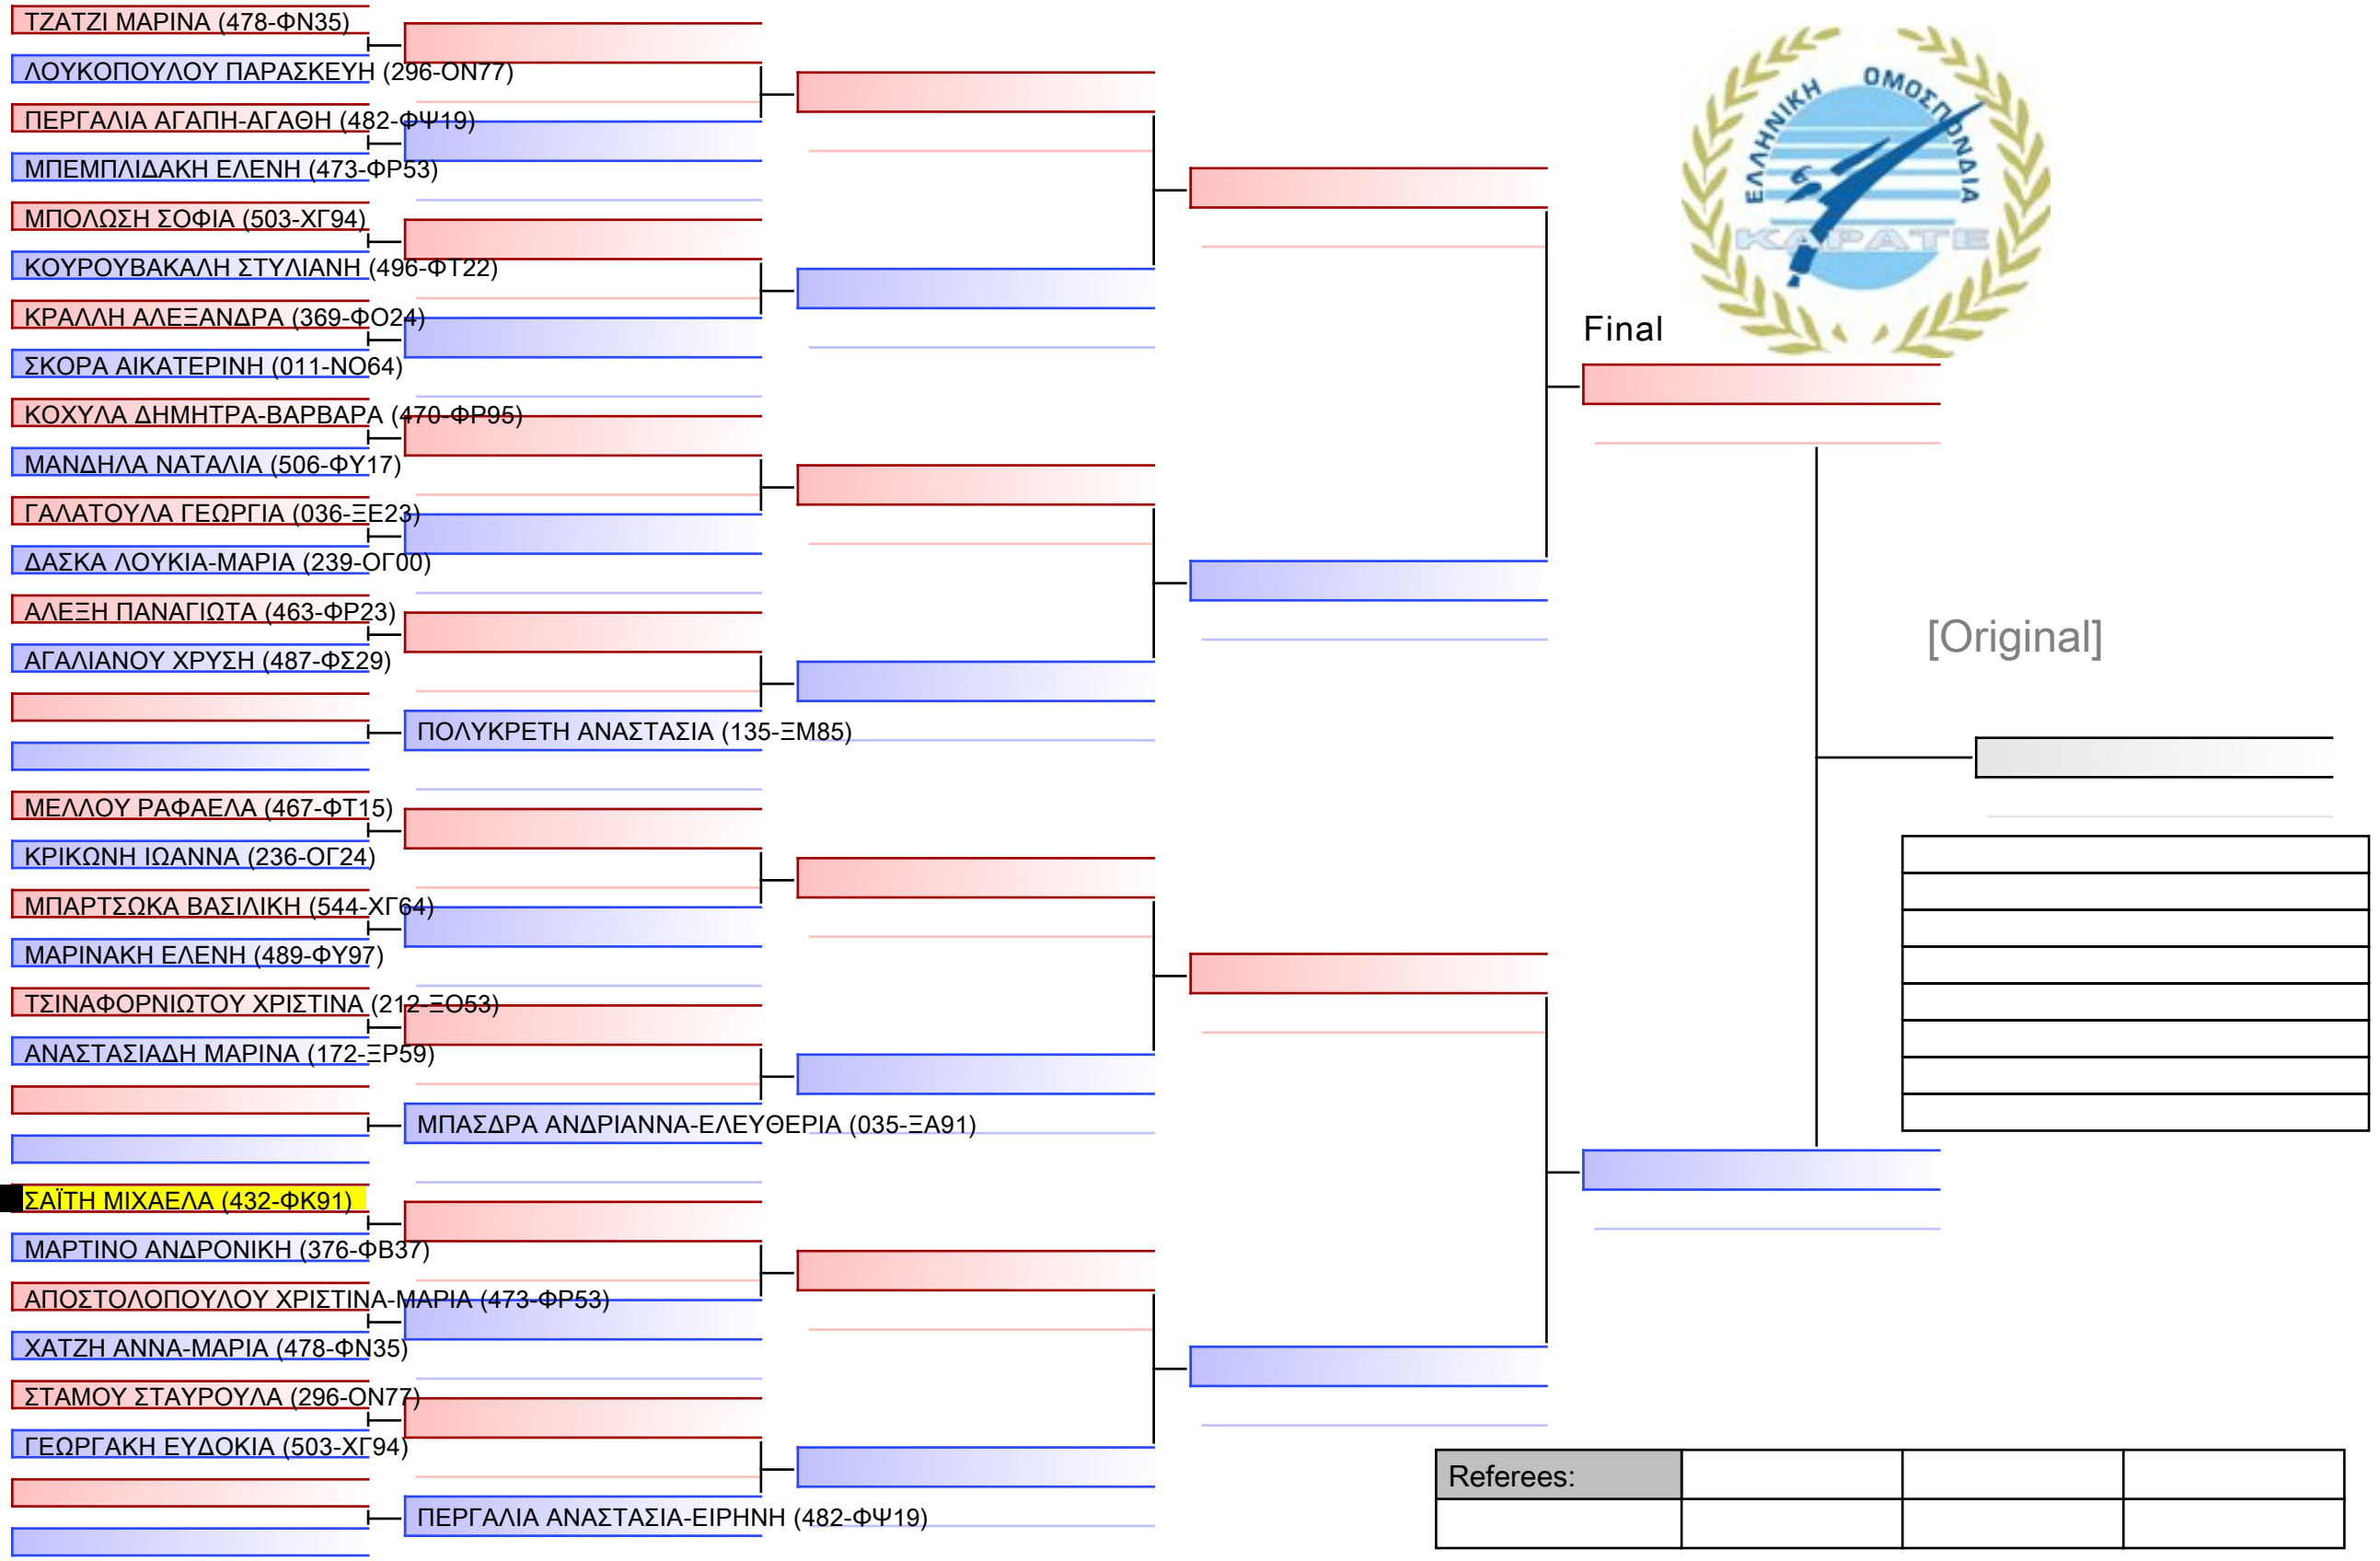 ΤΖΑΤΖΙ ΜΑΡΙΝΑ (478-ΦΝ35)
ΛΟΥΚΟΠΟΥΛΟΥ ΠΑΡΑΣΚΕΥΗ (296-ΟΝ77)
ΠΕΡΓΑΛΙΑ ΑΓΑΠΗ-ΑΓΑΘΗ (482-ΦΨ19)
ΜΠΕΜΠΛΙΔΑΚΗ ΕΛΕΝΗ (473-ΦΡ53)
ΜΠΟΛΩΣΗ ΣΟΦΙΑ (503-ΧΓ94)
ΚΟΥΡΟΥΒΑΚΑΛΗ ΣΤΥΛΙΑΝΗ (496-ΦΤ22)
ΚΡΑΛΛΗ ΑΛΕΞΑΝΔΡΑ (369-ΦΟ24)
ΣΚΟΡΑ ΑΙΚΑΤΕΡΙΝΗ (011-ΝΟ64)
ΚΟΧΥΛΑ ΔΗΜΗΤΡΑ-ΒΑΡΒΑΡΑ (470-ΦΡ95)
ΜΑΝΔΗΛΑ ΝΑΤΑΛΙΑ (506-ΦΥ17)
ΓΑΛΑΤΟΥΛΑ ΓΕΩΡΓΙΑ (036-ΞΕ23)
ΔΑΣΚΑ ΛΟΥΚΙΑ-ΜΑΡΙΑ (239-ΟΓ00)
ΑΛΕΞΗ ΠΑΝΑΓΙΩΤΑ (463-ΦΡ23)
ΑΓΑΛΙΑΝΟΥ ΧΡΥΣΗ (487-ΦΣ29)
ΠΟΛΥΚΡΕΤΗ ΑΝΑΣΤΑΣΙΑ (135-ΞΜ85)
ΜΕΛΛΟΥ ΡΑΦΑΕΛΑ (467-ΦΤ15)
ΚΡΙΚΩΝΗ ΙΩΑΝΝΑ (236-ΟΓ24)
ΜΠΑΡΤΣΩΚΑ ΒΑΣΙΛΙΚΗ (544-ΧΓ64)
ΜΑΡΙΝΑΚΗ ΕΛΕΝΗ (489-ΦΥ97)
ΤΣΙΝΑΦΟΡΝΙΩΤΟΥ ΧΡΙΣΤΙΝΑ (212-ΞΟ53)
ΑΝΑΣΤΑΣΙΑΔΗ ΜΑΡΙΝΑ (172-ΞΡ59)
ΜΠΑΣΔΡΑ ΑΝΔΡΙΑΝΝΑ-ΕΛΕΥΘΕΡΙΑ (035-ΞΑ91)
ΣΑΪΤΗ ΜΙΧΑΕΛΑ (432-ΦΚ91)
ΜΑΡΤΙΝΟ ΑΝΔΡΟΝΙΚΗ (376-ΦΒ37)
ΑΠΟΣΤΟΛΟΠΟΥΛΟΥ ΧΡΙΣΤΙΝΑ-ΜΑΡΙΑ (473-ΦΡ53)
ΧΑΤΖΗ ΑΝΝΑ-ΜΑΡΙΑ (478-ΦΝ35)
ΣΤΑΜΟΥ ΣΤΑΥΡΟΥΛΑ (296-ΟΝ77)
ΓΕΩΡΓΑΚΗ ΕΥΔΟΚΙΑ (503-ΧΓ94)
ΠΕΡΓΑΛΙΑ ΑΝΑΣΤΑΣΙΑ-ΕΙΡΗΝΗ (482-ΦΨ19)
ΕΛΛΗΝΙΚΗ ΟΜΟΣΠΟΝΔΙΑ
ΚΑΡΑΤΕ
Final
[Original]
Referees: